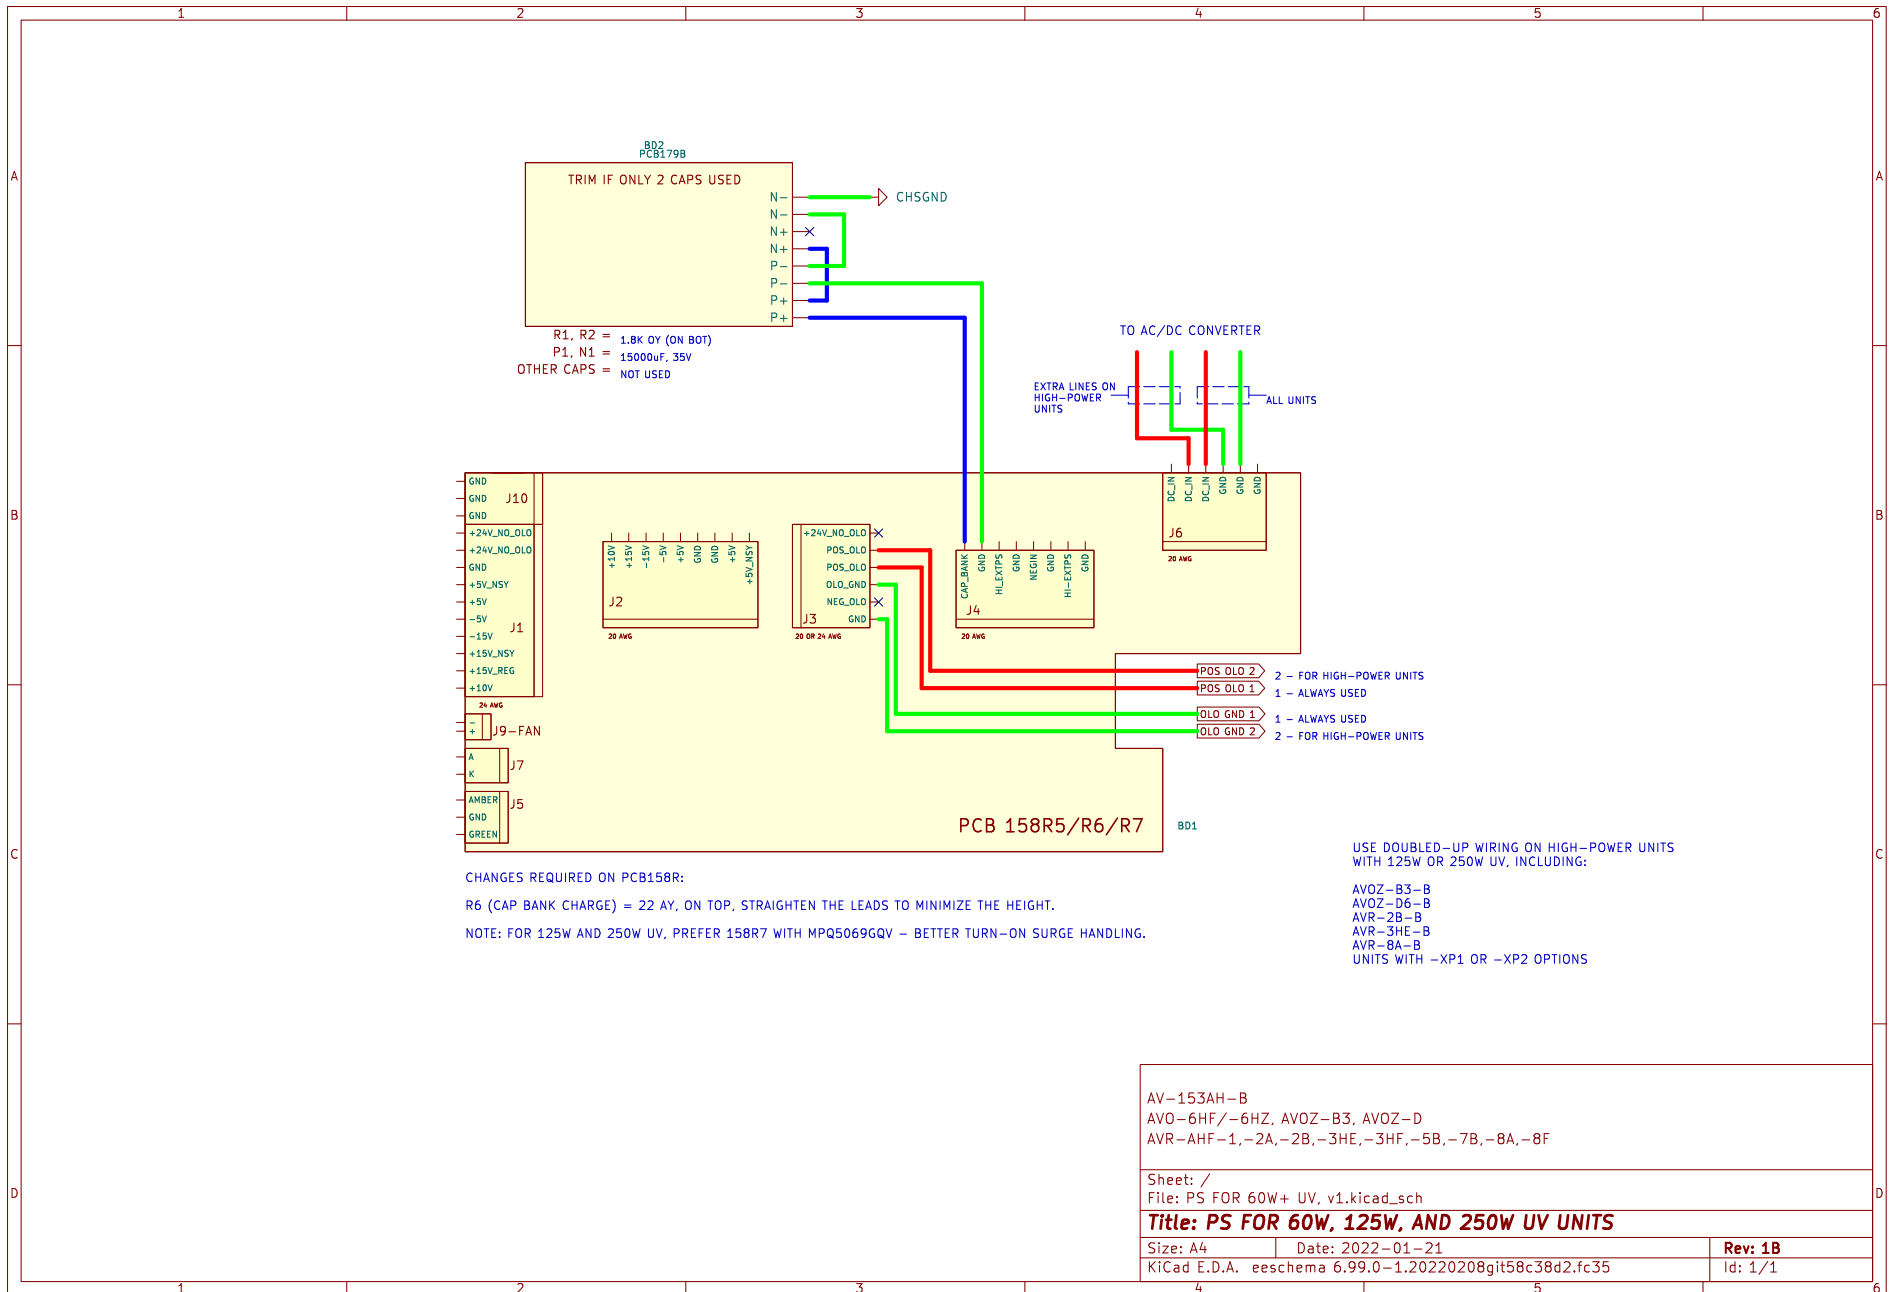 1 2 3 4 5 6
A
B
C
D
A
B
C
D
BD2
PCB179B
TRIM IF ONLY 2 CAPS USED
N-
N-
N+
N+
P-
P-
P+
P+
CHSGND
R1, R2 = 1.8K OY (ON BOT)
P1, N1 = 15000uF, 35V
OTHER CAPS = NOT USED
TO AC/DC CONVERTER
EXTRA LINES ON
HIGH-POWER
UNITS
ALL UNITS
DC_IN
DC_IN
DC_IN
GND
GND
GND
J6
20 AWG
GND
GND
GND
J10
+24V_NO_OLO
+24V_NO_OLO
GND
+5V_NSY
+5V
-5V
-15V
+15V_NSY
+15V_REG
+10V
J1
24 AWG
-
+
J9-FAN
A
K
J7
AMBER
GND
GREEN
J5
+10V
+15V
-15V
-5V
+5V
GND
GND
+5V
+5V_NSY
J2
20 AWG
+24V_NO_OLO
POS_OLO
POS_OLO
OLO_GND
NEG_OLO
GND
J3
20 OR 24 AWG
CAP_BANK
GND
HI_EXTPS
GND
NEGIN
GND
HI-EXTPS
GND
J4
20 AWG
POS OLO 2 2 - FOR HIGH-POWER UNITS
POS OLO 1 1 - ALWAYS USED
OLO GND 1 1 - ALWAYS USED
OLO GND 2 2 - FOR HIGH-POWER UNITS
PCB 158R5/R6/R7
BD1
CHANGES REQUIRED ON PCB158R:
R6 (CAP BANK CHARGE) = 22 AY, ON TOP, STRAIGHTEN THE LEADS TO MINIMIZE THE HEIGHT.
NOTE: FOR 125W AND 250W UV, PREFER 158R7 WITH MPQ5069GQV - BETTER TURN-ON SURGE HANDLING.
USE DOUBLED-UP WIRING ON HIGH-POWER UNITS
WITH 125W OR 250W UV, INCLUDING:
AVOZ-B3-B
AVOZ-D6-B
AVR-2B-B
AVR-3HE-B
AVR-8A-B
UNITS WITH -XP1 OR -XP2 OPTIONS
AV-153AH-B
AVO-6HF/-6HZ, AVOZ-B3, AVOZ-D
AVR-AHF-1,-2A,-2B,-3HE,-3HF,-5B,-7B,-8A,-8F
Sheet: /
File: PS FOR 60W+ UV, v1.kicad_sch
Title: PS FOR 60W, 125W, AND 250W UV UNITS
Size: A4 Date: 2022-01-21 Rev: 1B
KiCad E.D.A. eeschema 6.99.0-1.20220208git58c38d2.fc35 Id: 1/1
1 2 3 4 5 6